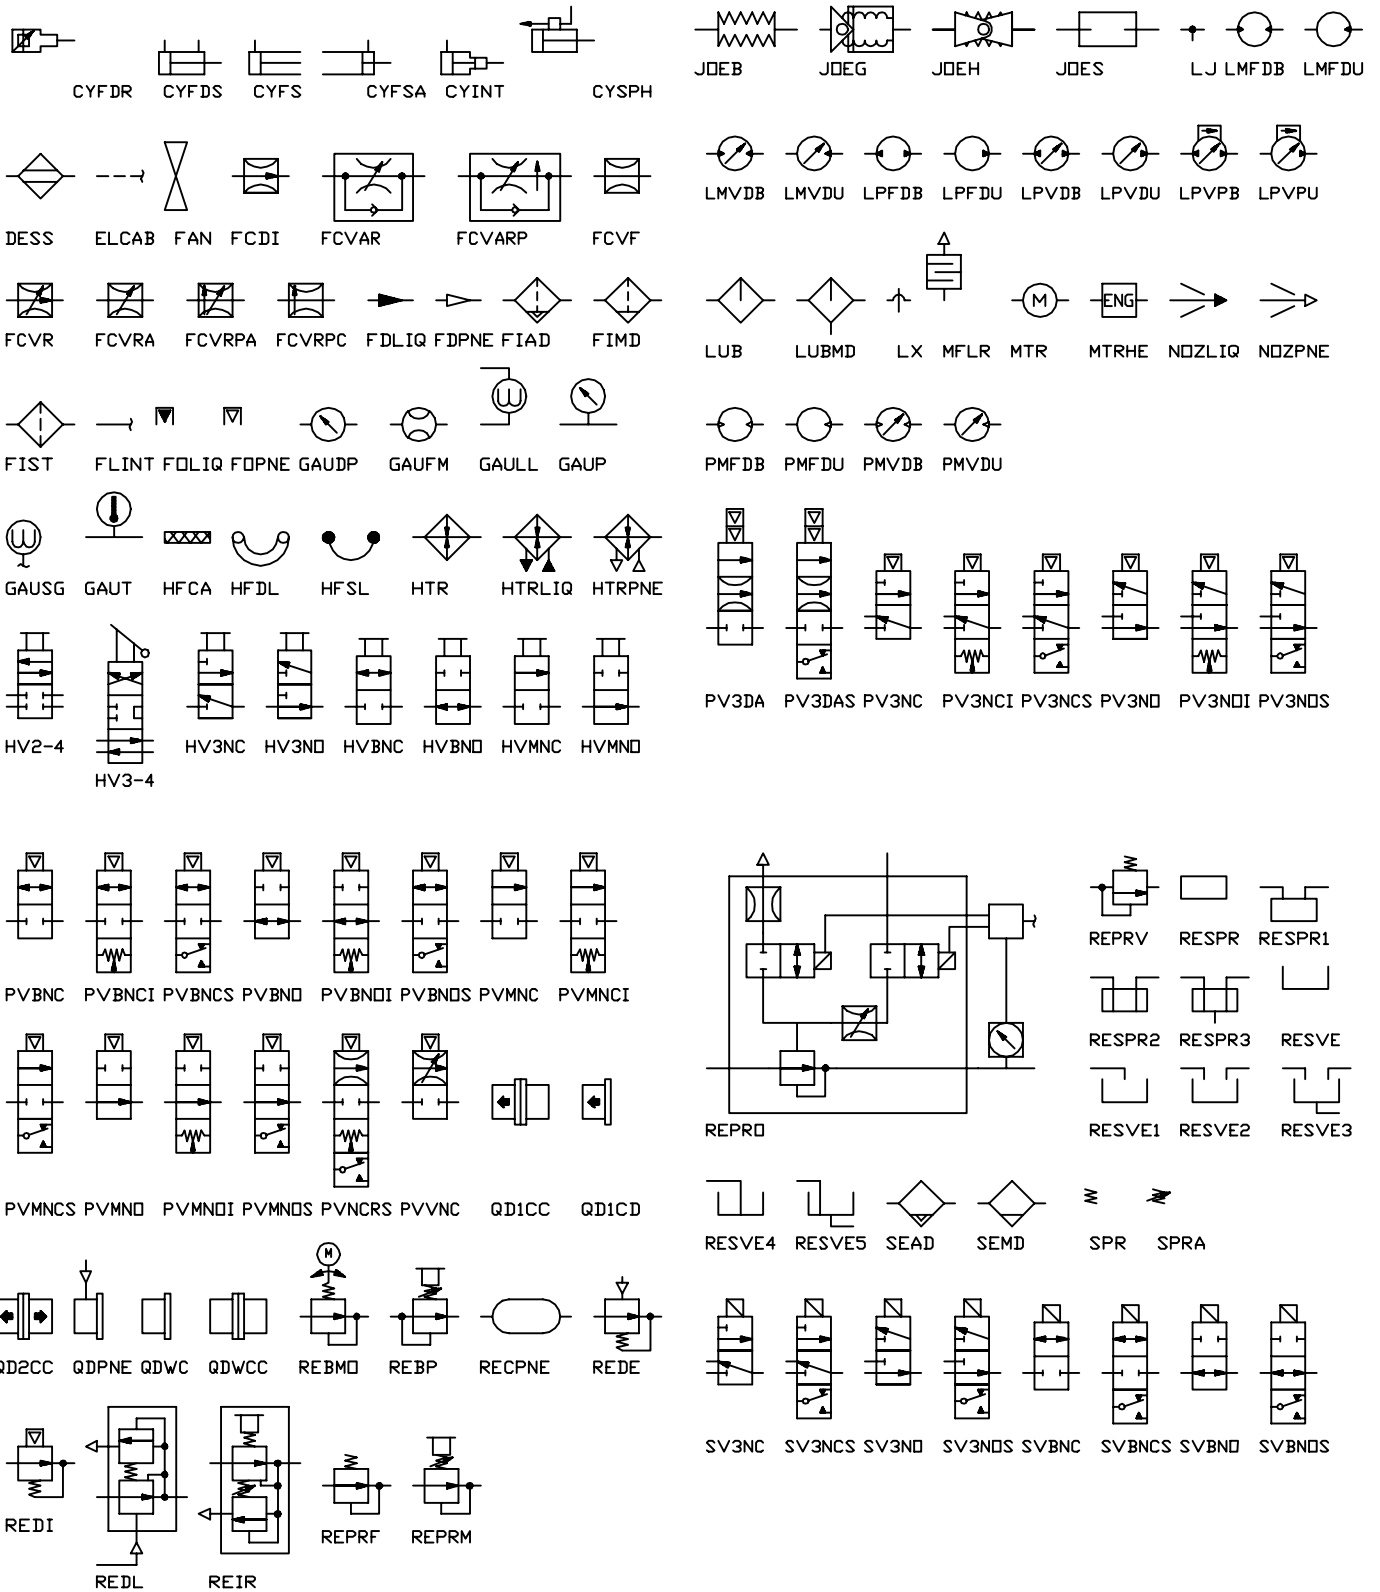 CYFDR CYFDS CYFS CYFSA CYINT CYSPH
DESS ELCAB FAN FCDI FCVAR FCVARP FCVF
FCVR FCVRA FCVRPA FCVRPC FDLIQ FDPNE FIAD FIMD
FIST FLINT FOLIQ FOPNE GAUDP GAUFM GAULL GAUP
GAUSG GAUT HFCA HFDL HFSL HTR HTRLIQ HTRPNE
HV2-4 HV3-4 HV3NC HV3NO HVBNC HVBNO HVMNC HVMNO
JOEB JOEG JOEH JOES LJ LMFDB LMFDU
LMVDB LMVDU LPFDB LPFDU LPVDB LPVDU LPVPB LPVPU
M ENG
LUB LUBMD LX MFLR MTR MTRHE NOZLIQ NOZPNE
PMFDB PMFDU PMVDB PMVDU
PV3DA PV3DAS PV3NC PV3NCI PV3NCS PV3NO PV3NOI PV3NOS
PVBNC PVBNCI PVBNCS PVBNO PVBNOI PVBNOS PVMNC PVMNCI
PVMNCS PVMNO PVMNOI PVMNOS PVNCRS PVVNC QD1CC QD1CD
M
QD2CC QDPNE QDWC QDWCC REBMO REBP RECPNE REDE
REDI REDL REIR REPRF REPRM
REPRO
REPRV RESPR RESPR1
RESPR2 RESPR3 RESVE
RESVE1 RESVE2 RESVE3
RESVE4 RESVE5 SEAD SEMD SPR SPRA
SV3NC SV3NCS SV3NO SV3NOS SVBNC SVBNCS SVBNO SVBNOS